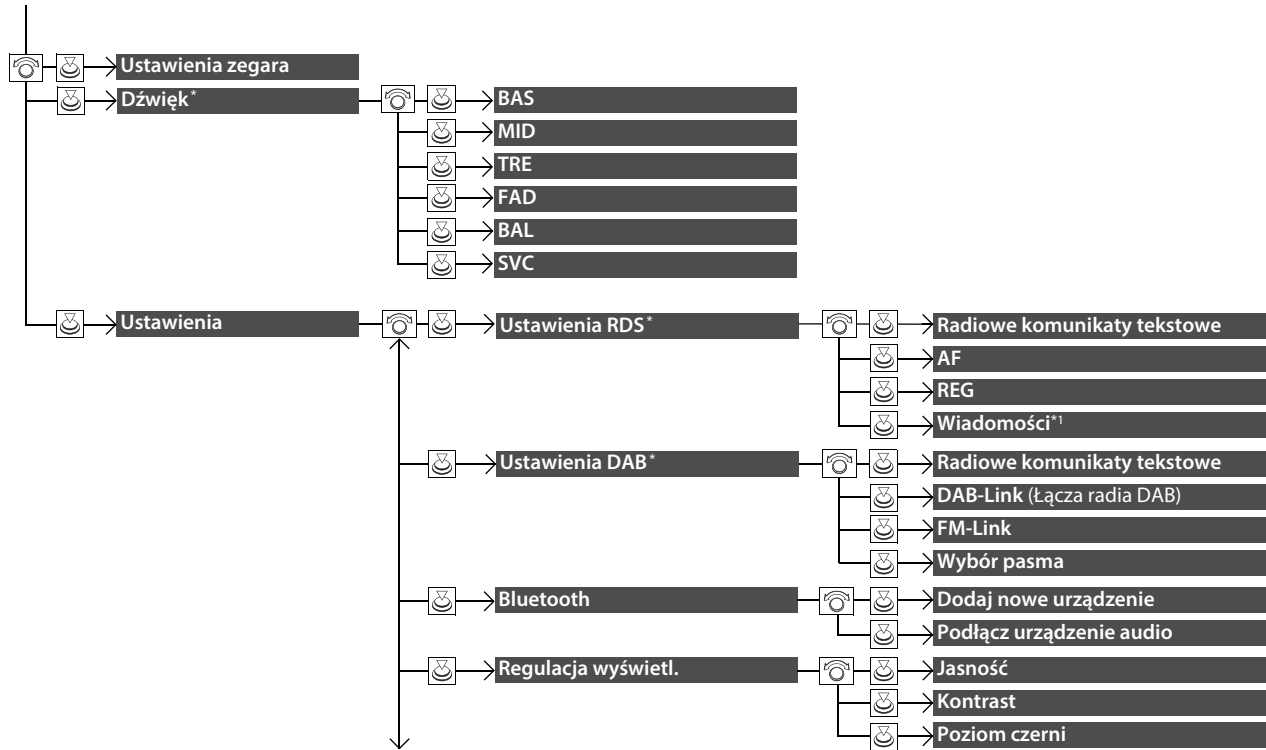 Ustawienia zegara
Dźwięk*
BAS
MID
TRE
FAD
BAL
SVC
Ustawienia
Ustawienia RDS*
Radiowe komunikaty tekstowe
AF
REG
Wiadomości*1
Ustawienia DAB*
Radiowe komunikaty tekstowe
DAB-Link (Łącza radia DAB)
FM-Link
Wybór pasma
Bluetooth
Dodaj nowe urządzenie
Podłącz urządzenie audio
Regulacja wyświetl.
Jasność
Kontrast
Poziom czerni